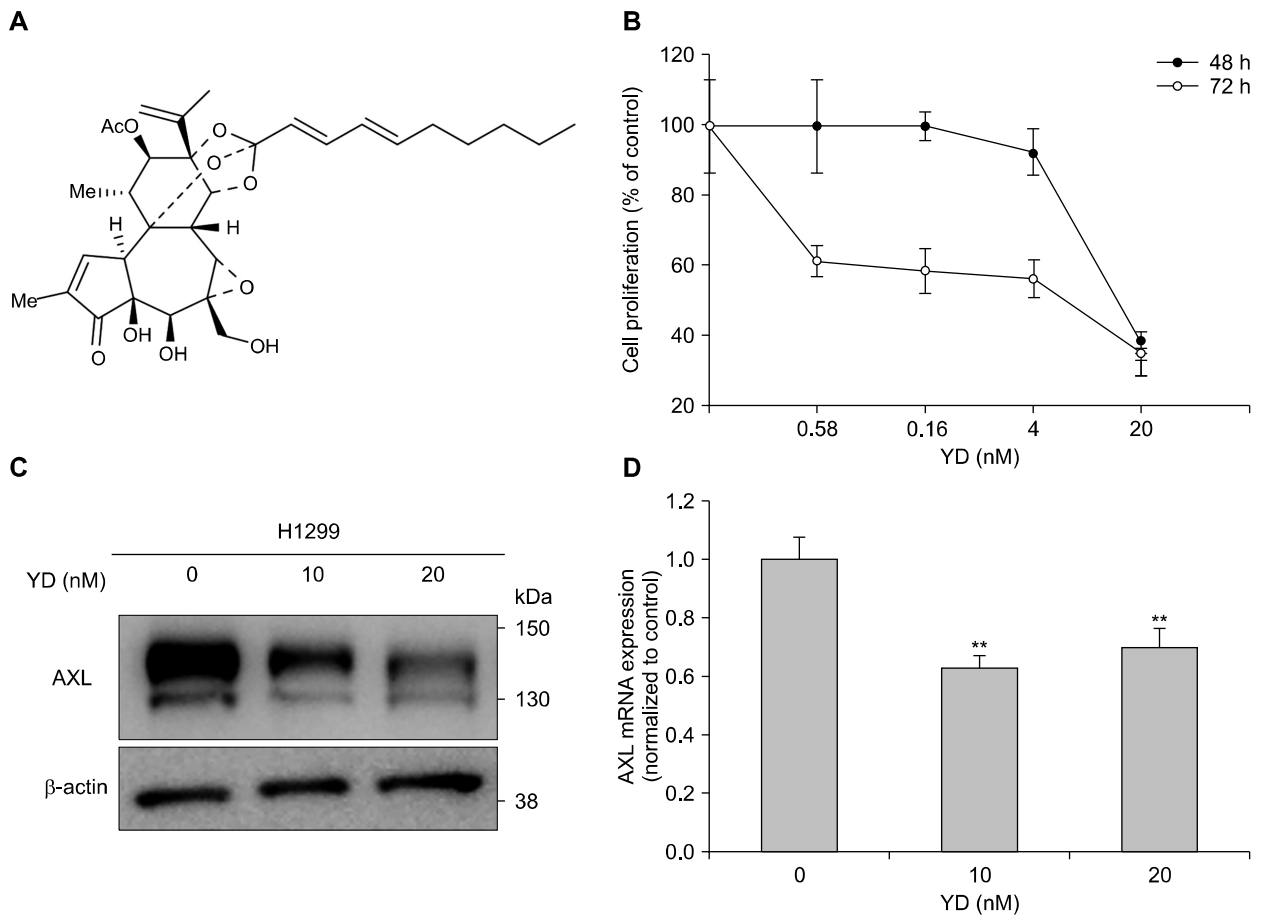 A
AcO
O
O
O
Me
H
H
Me
O
O
OH
OH
OH
B
120
100
80
60
40
20
Cell proliferation (% of control)
48 h
72 h
0.58
0.16
4
20
YD (nM)
C
H1299
YD (nM)
0
10
20
kDa
150
AXL
130
β-actin
38
D
1.2
1.0
0.8
0.6
0.4
0.2
0.0
AXL mRNA expression
(normalized to control)
**
**
0
10
20
YD (nM)